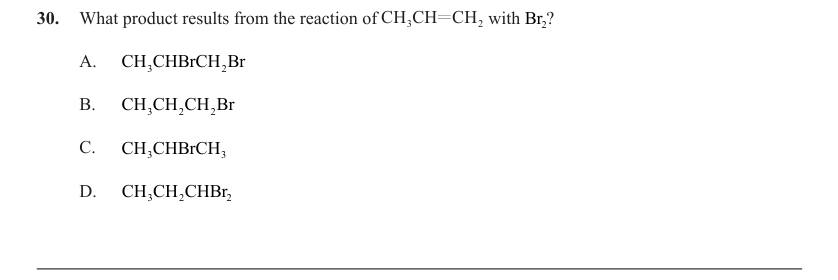 30. What product results from the reaction of CH₃CH=CH₂ with Br₂?
A. CH₃CHBrCH₂Br
B. CH₃CH₂CH₂Br
C. CH₃CHBrCH₃
D. CH₃CH₂CHBr₂